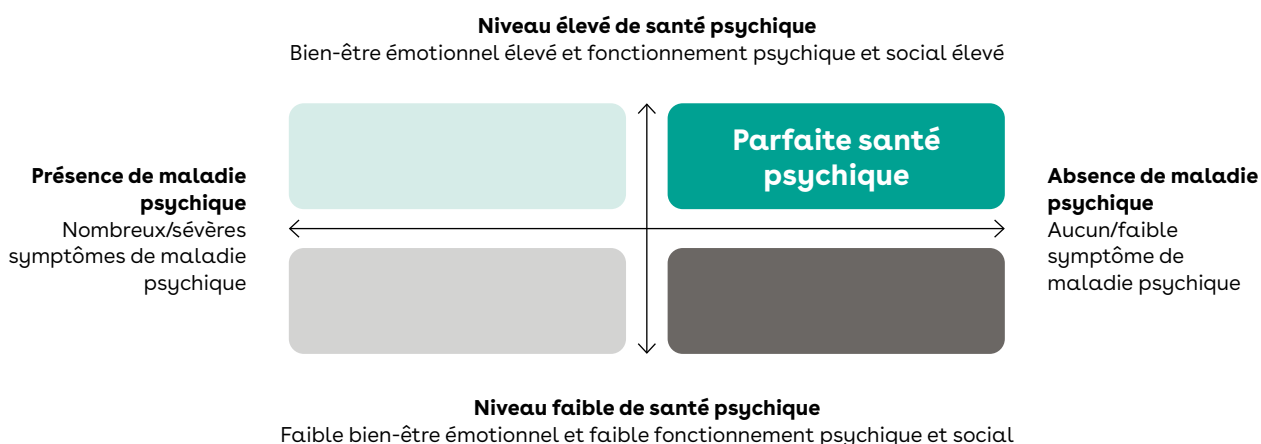 Niveau élevé de santé psychique
Bien-être émotionnel élevé et fonctionnement psychique et social élevé
Parfaite santé
psychique
Présence de maladie
psychique
Nombreux/sévères
symptômes de maladie
psychique
Absence de maladie
psychique
Aucun/faible
symptôme de
maladie psychique
Niveau faible de santé psychique
Faible bien-être émotionnel et faible fonctionnement psychique et social